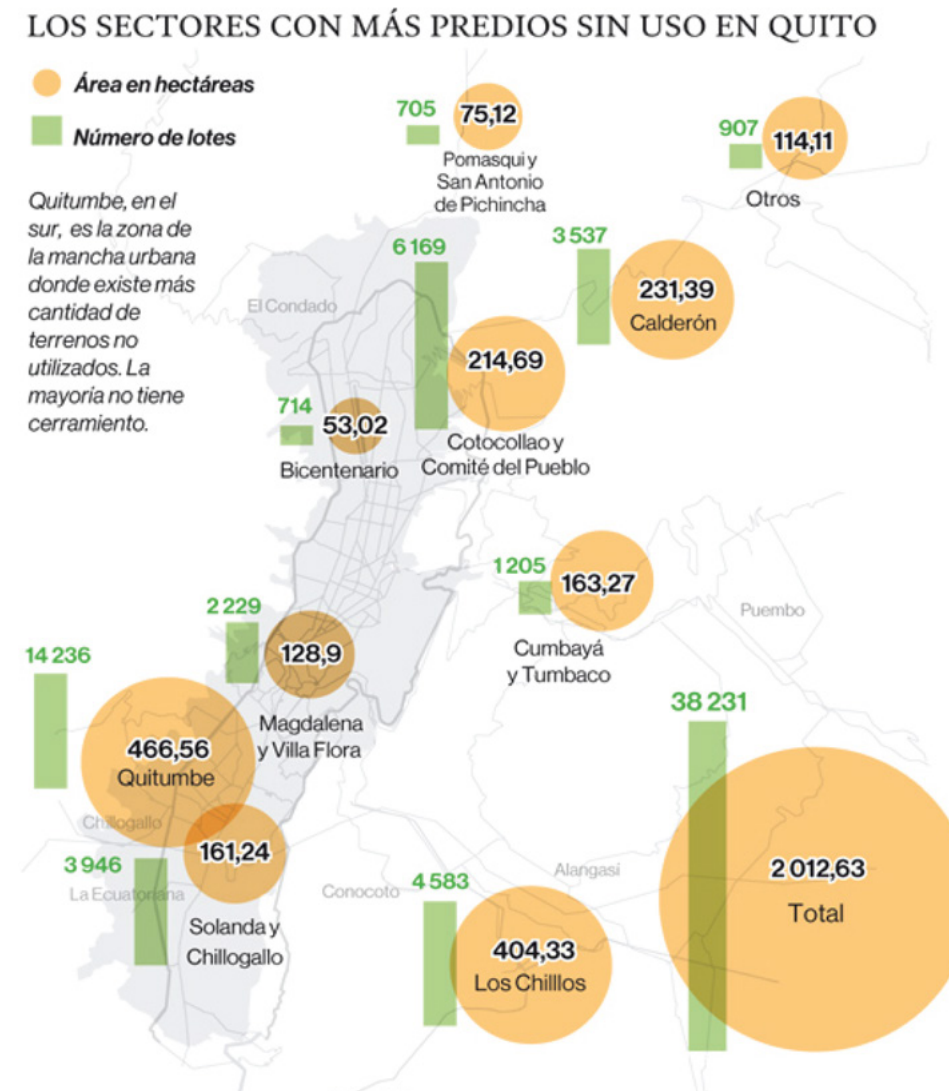 LOS SECTORES CON MÁS PREDIOS SIN USO EN QUITO
Área en hectáreas
Número de lotes
Quitumbe, en el
sur, es la zona de
la mancha urbana
donde existe más
cantidad de
terrenos no
utilizados. La
mayoría no tiene
cerramiento.
705
75,12
Pomasqui y
San Antonio
de Pichincha
907
114,11
Otros
6 169
214,69
Cotocollao y
Comité del Pueblo
3 537
231,39
Calderón
El Condado
714
53,02
Bicentenario
1205
163,27
Cumbayá
y Tumbaco
Puembo
2 229
128,9
Magdalena
y Villa Flora
14 236
466,56
Quitumbe
Chillogallo
3 946
161,24
La Ecuatoriana
Solanda y
Chillogallo
Conocoto
4 583
404,33
Los Chilllos
Alangasí
38 231
2 012,63
Total